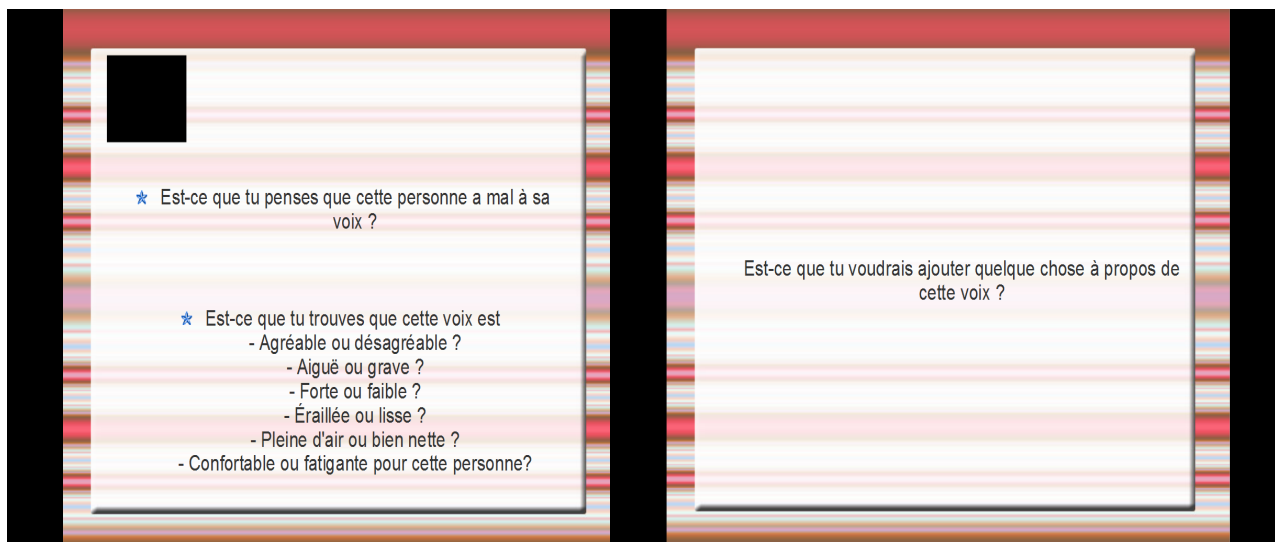 Est-ce que tu penses que cette personne a mal à sa
voix ?
Est-ce que tu trouves que cette voix est
- Agréable ou désagréable ?
- Aiguë ou grave ?
- Forte ou faible ?
- Éraillée ou lisse ?
- Pleine d'air ou bien nette ?
- Confortable ou fatigante pour cette personne?
Est-ce que tu voudrais ajouter quelque chose à propos de
cette voix ?